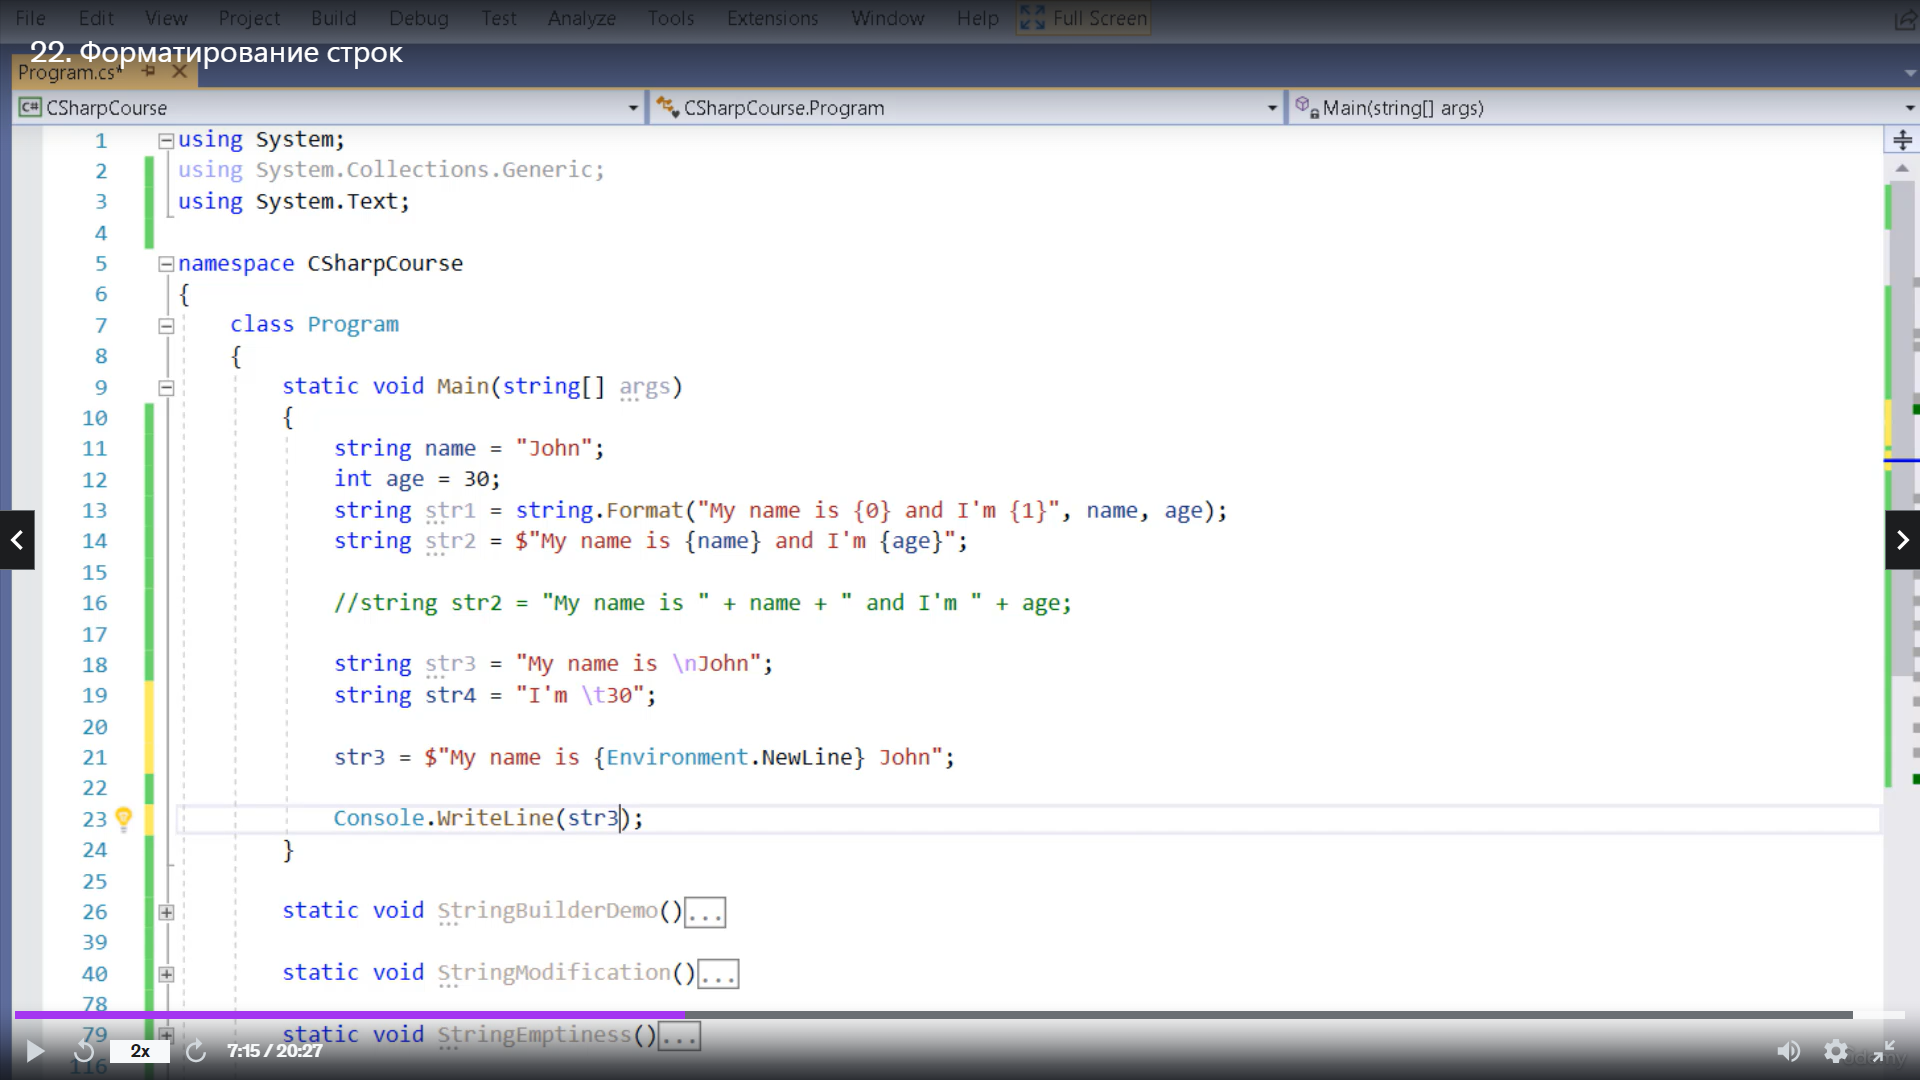 File Edit View Project Build Debug Test Analyze Tools Extensions Window Help Full Screen
22. Форматирование строк
Program.cs*
C# CSharpCourse CSharpCourse.Program Main(string[] args)
1 using System;
2 using System.Collections.Generic;
3 using System.Text;
4
5 namespace CSharpCourse
6 {
7 class Program
8 {
9 static void Main(string[] args)
10 {
11 string name = "John";
12 int age = 30;
13 string str1 = string.Format("My name is {0} and I'm {1}", name, age);
14 string str2 = $"My name is {name} and I'm {age}";
15
16 //string str2 = "My name is " + name + " and I'm " + age;
17
18 string str3 = "My name is \nJohn";
19 string str4 = "I'm \t30";
20
21 str3 = $"My name is {Environment.NewLine} John";
22
23 Console.WriteLine(str3);
24 }
25
26 static void StringBuilderDemo()...
39
40 static void StringModification()...
78
79 static void StringEmptiness()...
2x 7:15 / 20:27
116
udemy